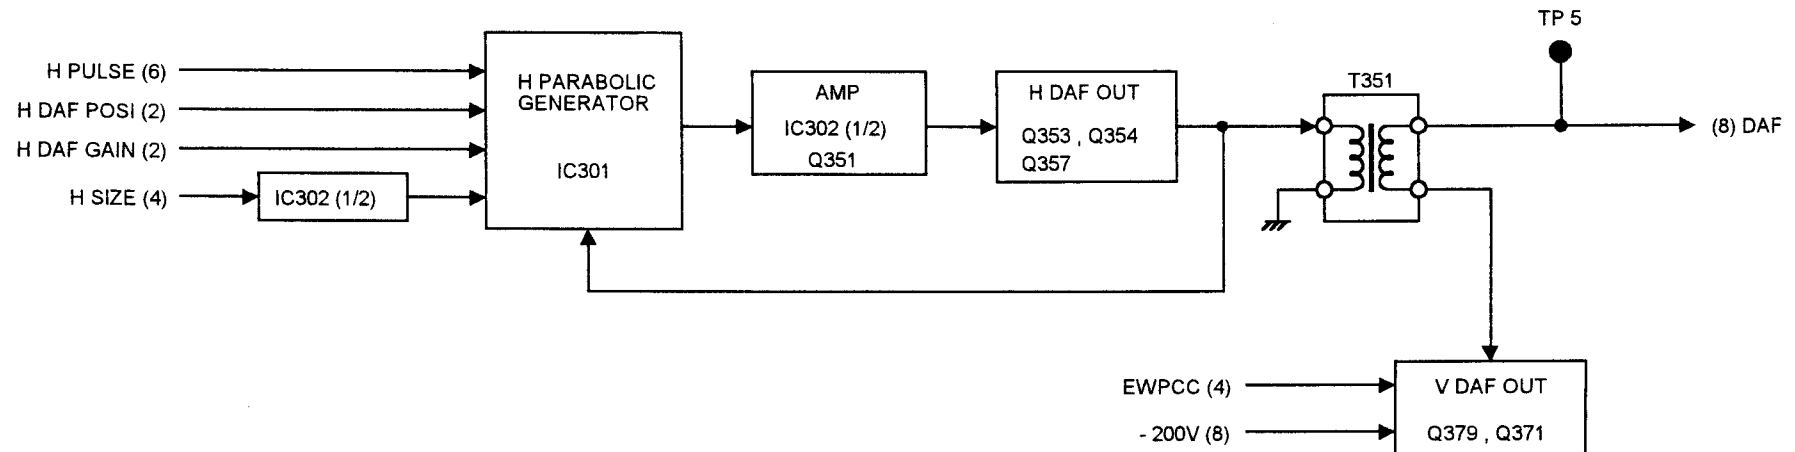 TP 5
H PULSE (6)
H DAF POSI (2)
H DAF GAIN (2)
H SIZE (4)
IC302 (1/2)
H PARABOLIC
GENERATOR
IC301
AMP
IC302 (1/2)
Q351
H DAF OUT
Q353 , Q354
Q357
T351
(8) DAF
EWPCC (4)
- 200V (8)
V DAF OUT
Q379 , Q371